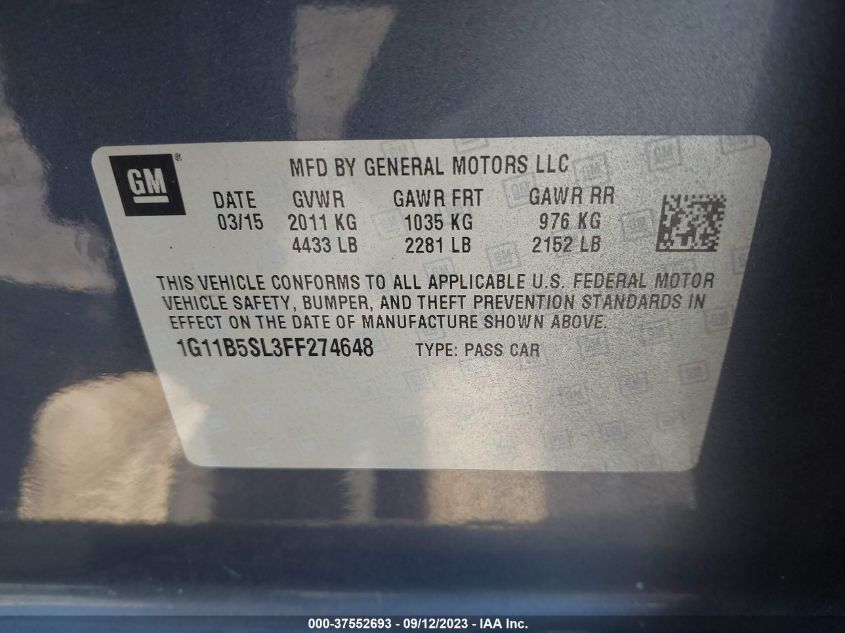 GM
MFD BY GENERAL MOTORS LLC
DATE GVWR GAWR FRT GAWR RR
03/15 2011 KG 1035 KG 976 KG
4433 LB 2281 LB 2152 LB
THIS VEHICLE CONFORMS TO ALL APPLICABLE U.S. FEDERAL MOTOR
VEHICLE SAFETY, BUMPER, AND THEFT PREVENTION STANDARDS IN
EFFECT ON THE DATE OF MANUFACTURE SHOWN ABOVE.
1G11B5SL3FF274648 TYPE: PASS CAR
000-37552693 - 09/12/2023 - IAA Inc.